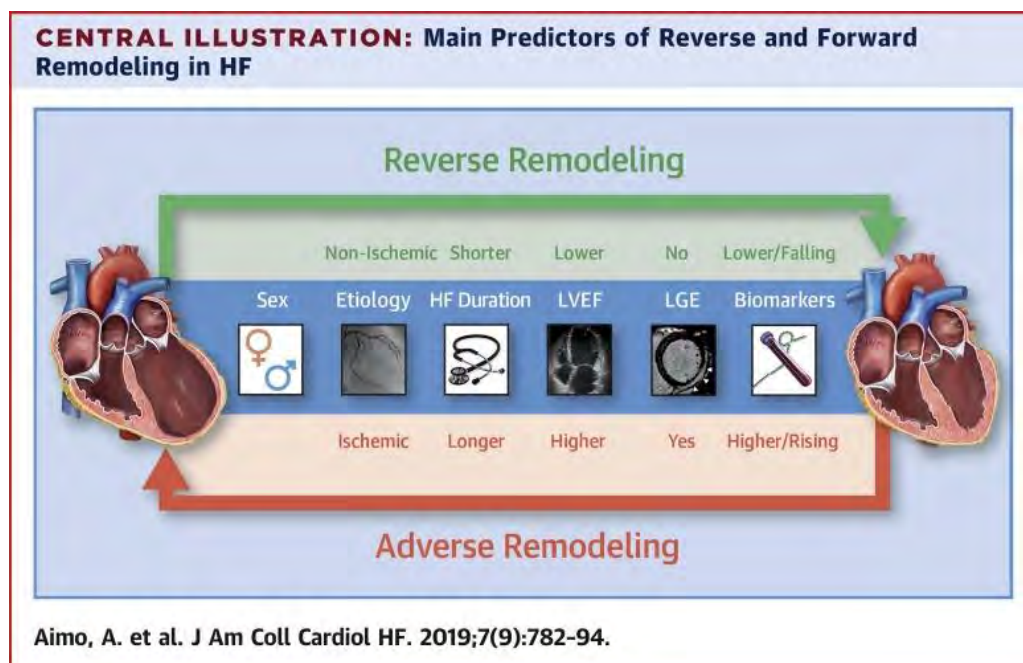 CENTRAL ILLUSTRATION: Main Predictors of Reverse and Forward
Remodeling in HF
Reverse Remodeling
Non-Ischemic Shorter Lower No Lower/Falling
Sex Etiology HF Duration LVEF LGE Biomarkers
Ischemic Longer Higher Yes Higher/Rising
Adverse Remodeling
Aimo, A. et al. J Am Coll Cardiol HF. 2019;7(9):782-94.